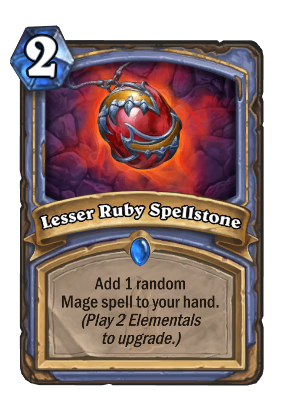 2
Lesser Ruby Spellstone
Add 1 random
Mage spell to your hand.
(Play 2 Elementals
to upgrade.)